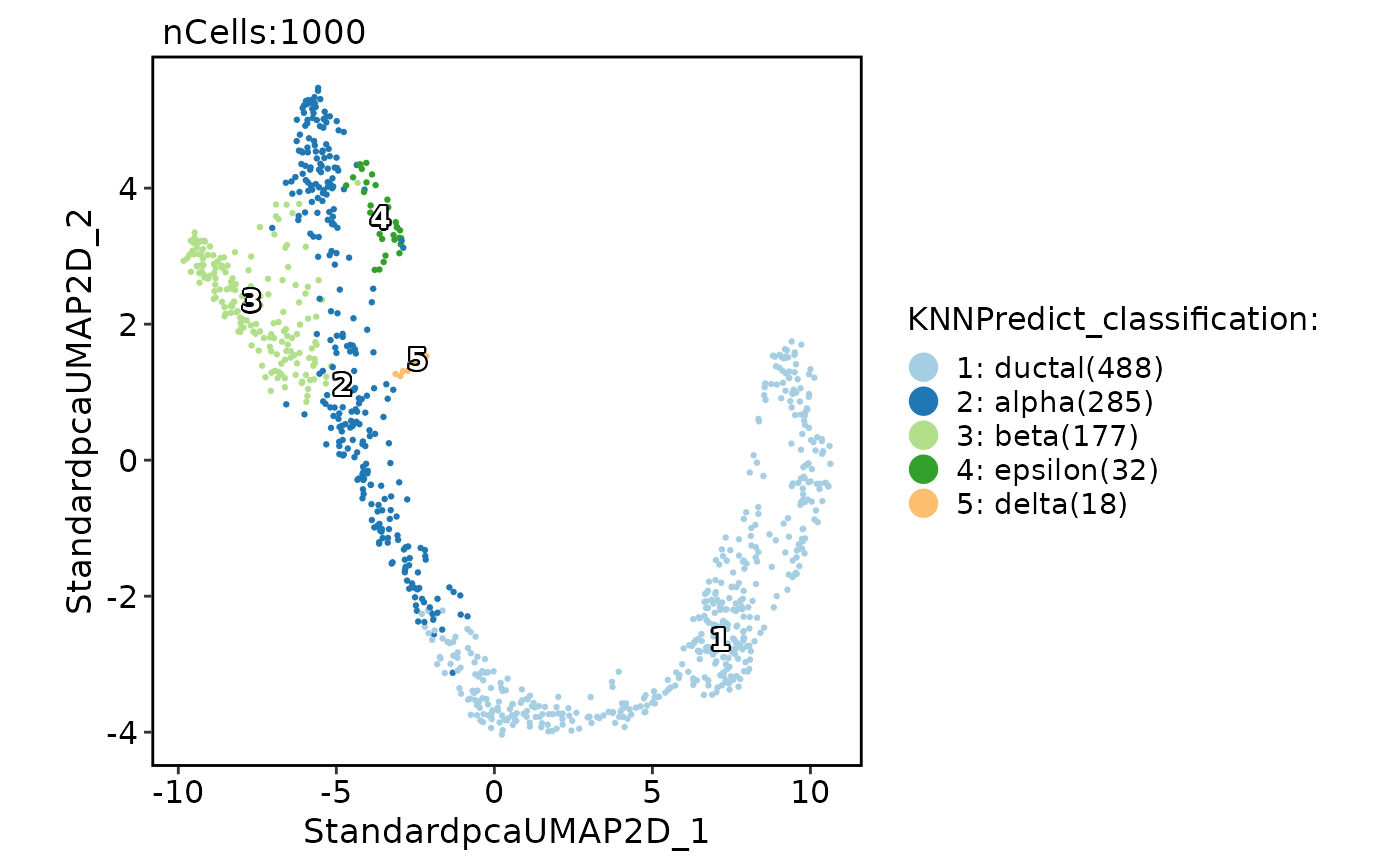 nCells:1000
StandardpcaUMAP2D_2
4
2
0
-2
-4
4
3
5
2
1
-10
-5
0
5
10
StandardpcaUMAP2D_1
KNNPredict_classification:
1: ductal(488)
2: alpha(285)
3: beta(177)
4: epsilon(32)
5: delta(18)